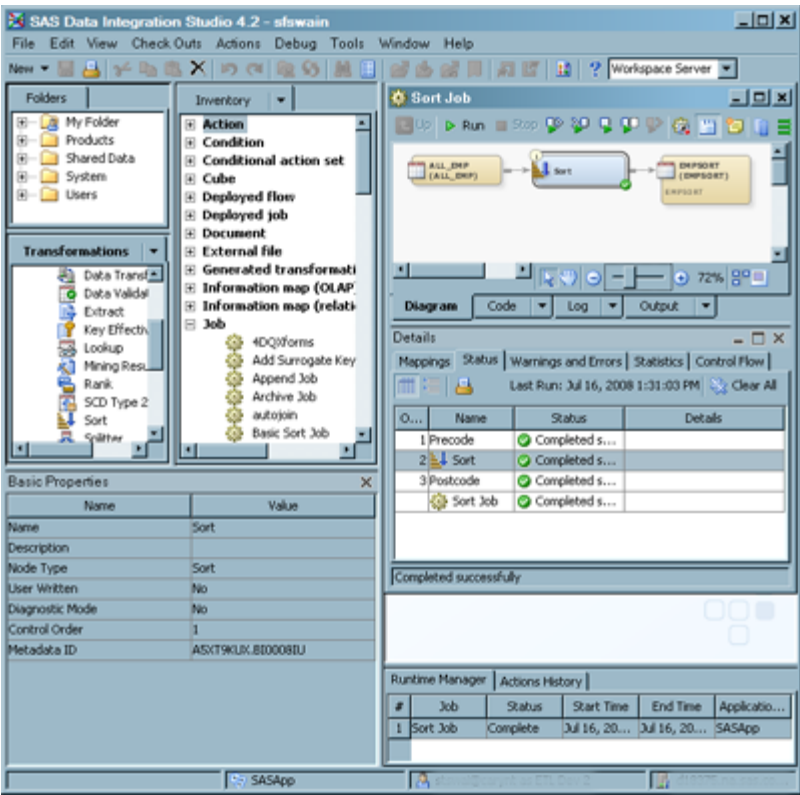 SAS Data Integration Studio 4.2 - sfswain
File Edit View Check Outs Actions Debug Tools Window Help
New ? Workspace Server
Folders
My Folder
Products
Shared Data
System
Users
Transformations
Data Transf
Data Validat
Extract
Key Effectiv
Lookup
Mining Resu
Rank
SCD Type 2
Sort
Splitter
Inventory
Action
Condition
Conditional action set
Cube
Deployed flow
Deployed job
Document
External file
Generated transformati
Information map (OLAP)
Information map (relati
Job
4DQXforms
Add Surrogate Key
Append Job
Archive Job
autojoin
Basic Sort Job
Sort Job
Up Run Stop
ALL_EMP
(ALL_EMP)
Sort
EMPSORT
(EMPSORT)
EMPSORT
72%
Diagram Code Log Output
Details
Mappings Status Warnings and Errors Statistics Control Flow
Last Run: Jul 16, 2008 1:31:03 PM Clear All
O... Name Status Details
1 Precode Completed s...
2 Sort Completed s...
3 Postcode Completed s...
Sort Job Completed s...
Completed successfully
Basic Properties
Name Value
Name Sort
Description
Node Type Sort
User Written No
Diagnostic Mode No
Control Order 1
Metadata ID A5XT9KUX.BI0008IU
Runtime Manager Actions History
# Job Status Start Time End Time Applicatio...
1 Sort Job Complete Jul 16, 20... Jul 16, 20... SASApp
SASApp